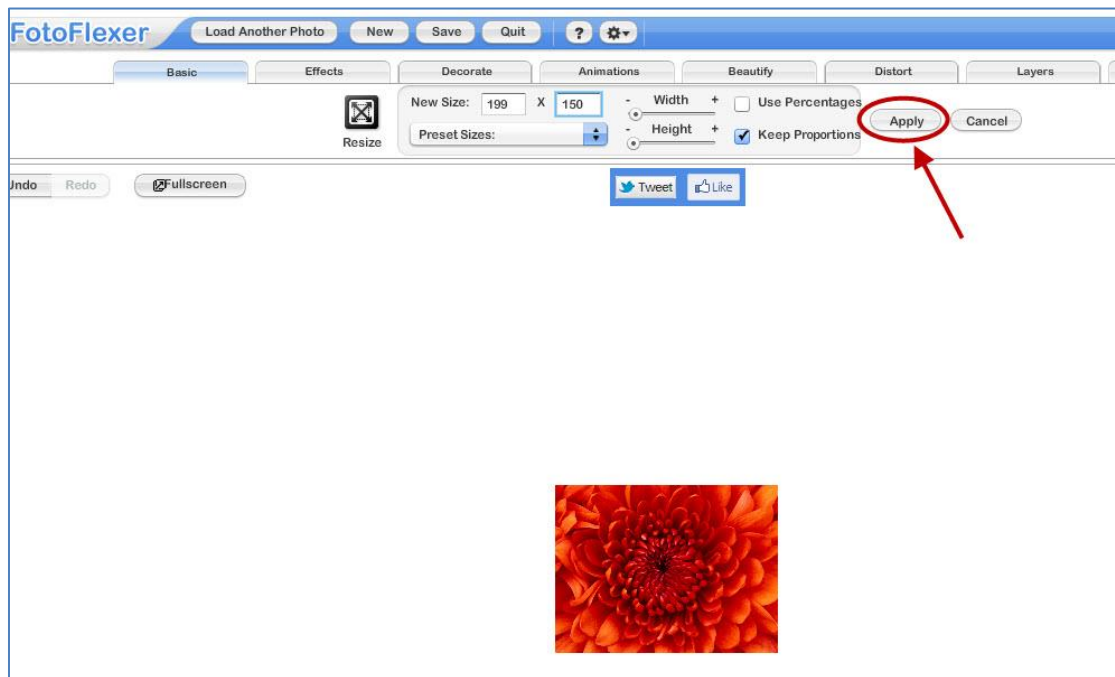 FotoFlexer Load Another Photo New Save Quit ?
Basic Effects Decorate Animations Beautify Distort Layers
New Size: 199 X 150 - Width + Use Percentages
Apply Cancel
Resize Preset Sizes: - Height + Keep Proportions
Undo Redo Fullscreen Tweet Like